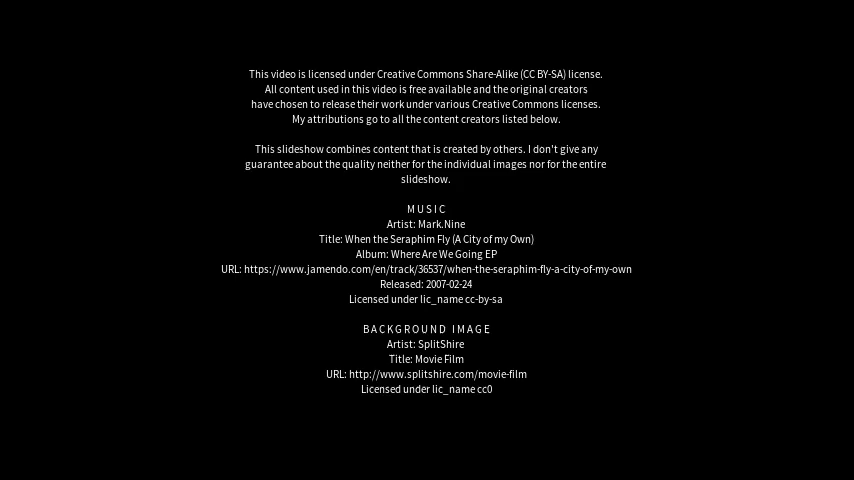 This video is licensed under Creative Commons Share-Alike (CC BY-SA) license.
All content used in this video is free available and the original creators
have chosen to release their work under various Creative Commons licenses.
My attributions go to all the content creators listed below.
This slideshow combines content that is created by others. I don't give any
guarantee about the quality neither for the individual images nor for the entire
slideshow.
MUSIC
Artist: Mark.Nine
Title: When the Seraphim Fly (A City of my Own)
Album: Where Are We Going EP
URL: https://www.jamendo.com/en/track/36537/when-the-seraphim-fly-a-city-of-my-own
Released: 2007-02-24
Licensed under lic_name cc-by-sa
BACKGROUND IMAGE
Artist: SplitShire
Title: Movie Film
URL: http://www.splitshire.com/movie-film
Licensed under lic_name cc0